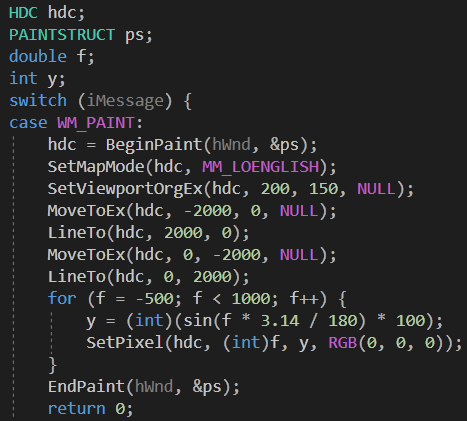 HDC hdc;
PAINTSTRUCT ps;
double f;
int y;
switch (iMessage) {
case WM_PAINT:
    hdc = BeginPaint(hWnd, &ps);
    SetMapMode(hdc, MM_LOENGLISH);
    SetViewportOrgEx(hdc, 200, 150, NULL);
    MoveToEx(hdc, -2000, 0, NULL);
    LineTo(hdc, 2000, 0);
    MoveToEx(hdc, 0, -2000, NULL);
    LineTo(hdc, 0, 2000);
    for (f = -500; f < 1000; f++) {
        y = (int)(sin(f * 3.14 / 180) * 100);
        SetPixel(hdc, (int)f, y, RGB(0, 0, 0));
    }
    EndPaint(hWnd, &ps);
    return 0;